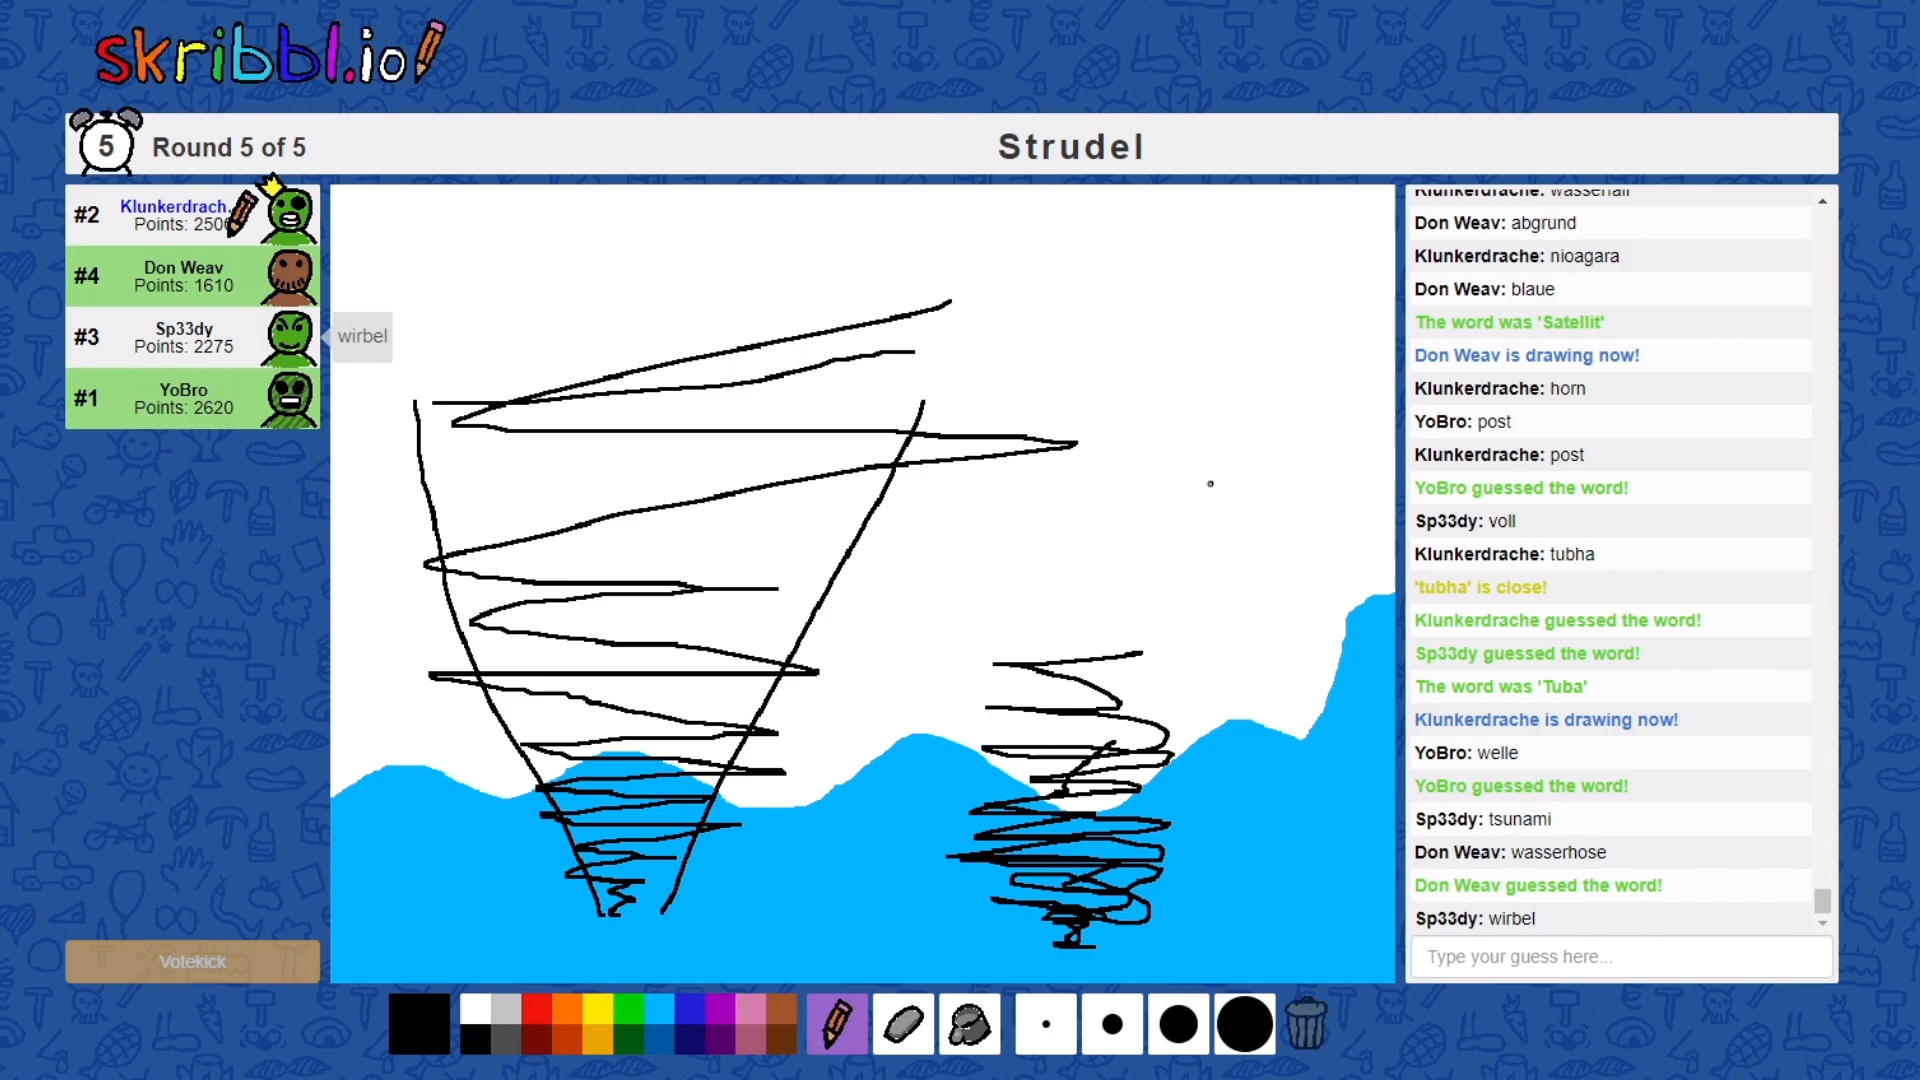 skribbl.io
5
Round 5 of 5
Strudel
#2
Klunkerdrach.
Points: 2506
#4
Don Weav
Points: 1610
#3
Sp33dy
Points: 2275
#1
YoBro
Points: 2620
wirbel
Klunkerdrache: wasserfall
Don Weav: abgrund
Klunkerdrache: nioagara
Don Weav: blaue
The word was 'Satellit'
Don Weav is drawing now!
Klunkerdrache: horn
YoBro: post
Klunkerdrache: post
YoBro guessed the word!
Sp33dy: voll
Klunkerdrache: tubha
'tubha' is close!
Klunkerdrache guessed the word!
Sp33dy guessed the word!
The word was 'Tuba'
Klunkerdrache is drawing now!
YoBro: welle
YoBro guessed the word!
Sp33dy: tsunami
Don Weav: wasserhose
Don Weav guessed the word!
Sp33dy: wirbel
Type your guess here...
Votekick